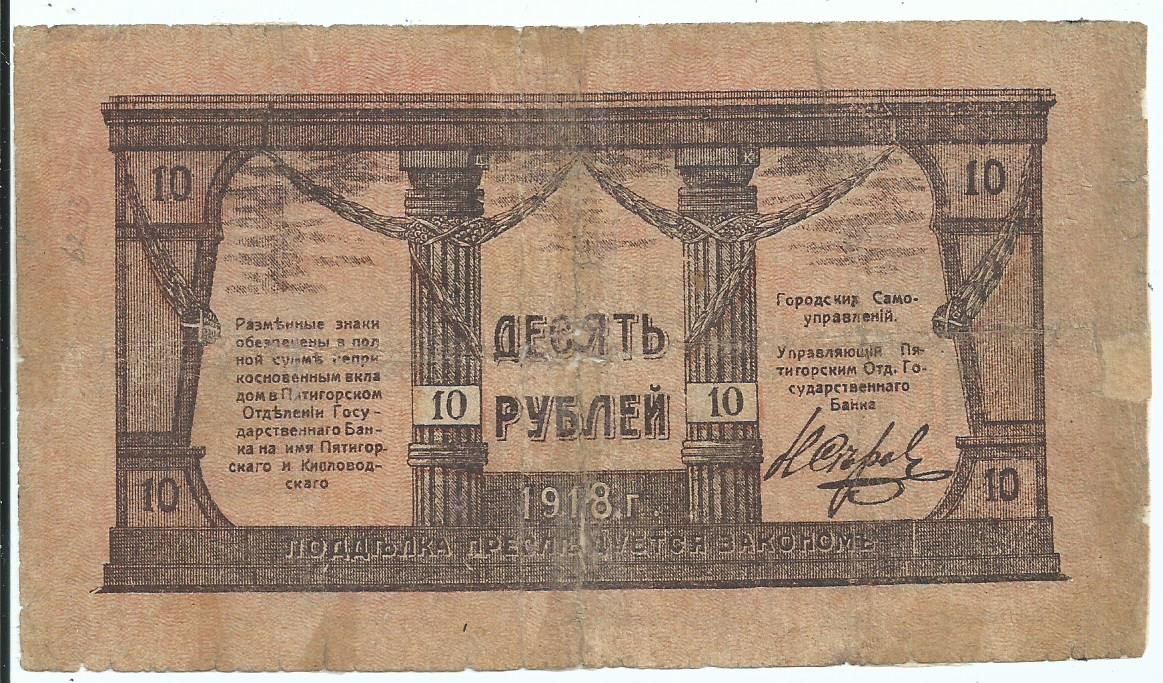 10
10
Д.
К
Размѣнные знаки
обезпечены в пол
ной суммѣ непри
косновенным вкла
дом в Пятигорском
Отдѣленіи Госу-
дарственнаго Бан-
ка на имя Пятигор-
скаго и Кисловод-
скаго
ДЕСЯТЬ
РУБЛЕЙ
10
10
1918 г.
Городских Само-
управленій.
Управляющій Пя-
тигорским Отд. Го-
сударственнаго
Банка
10
10
ПОДДѢЛКА ПРЕСЛѢДУЕТСЯ ЗАКОНОМЪ